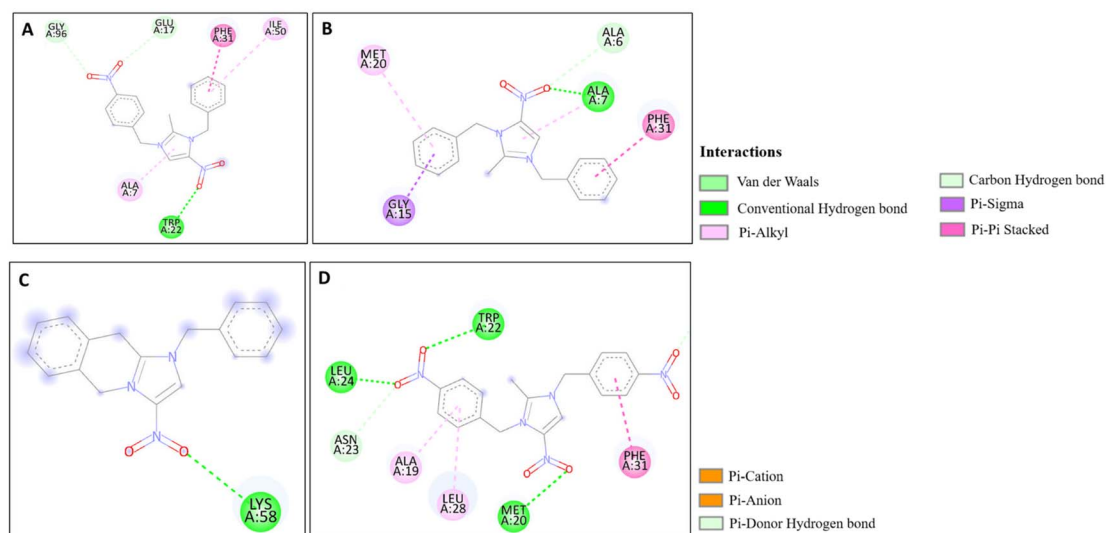 A
GLY
A:96
GLU
A:17
PHE
A:31
ILE
A:50
O
N
O
N
N
ALA
A:7
N
O
O
TRP
A:22
B
MET
A:20
ALA
A:6
O
N
O
ALA
A:7
N
N
PHE
A:31
GLY
A:15
Interactions
Van der Waals
Conventional Hydrogen bond
Pi-Alkyl
Carbon Hydrogen bond
Pi-Sigma
Pi-Pi Stacked
C
N
N
N
O
O
LYS
A:58
D
TRP
A:22
LEU
A:24
O
N
O
ASN
A:23
ALA
A:19
LEU
A:28
N
N
N
O
O
MET
A:20
O
N
O
PHE
A:31
Pi-Cation
Pi-Anion
Pi-Donor Hydrogen bond